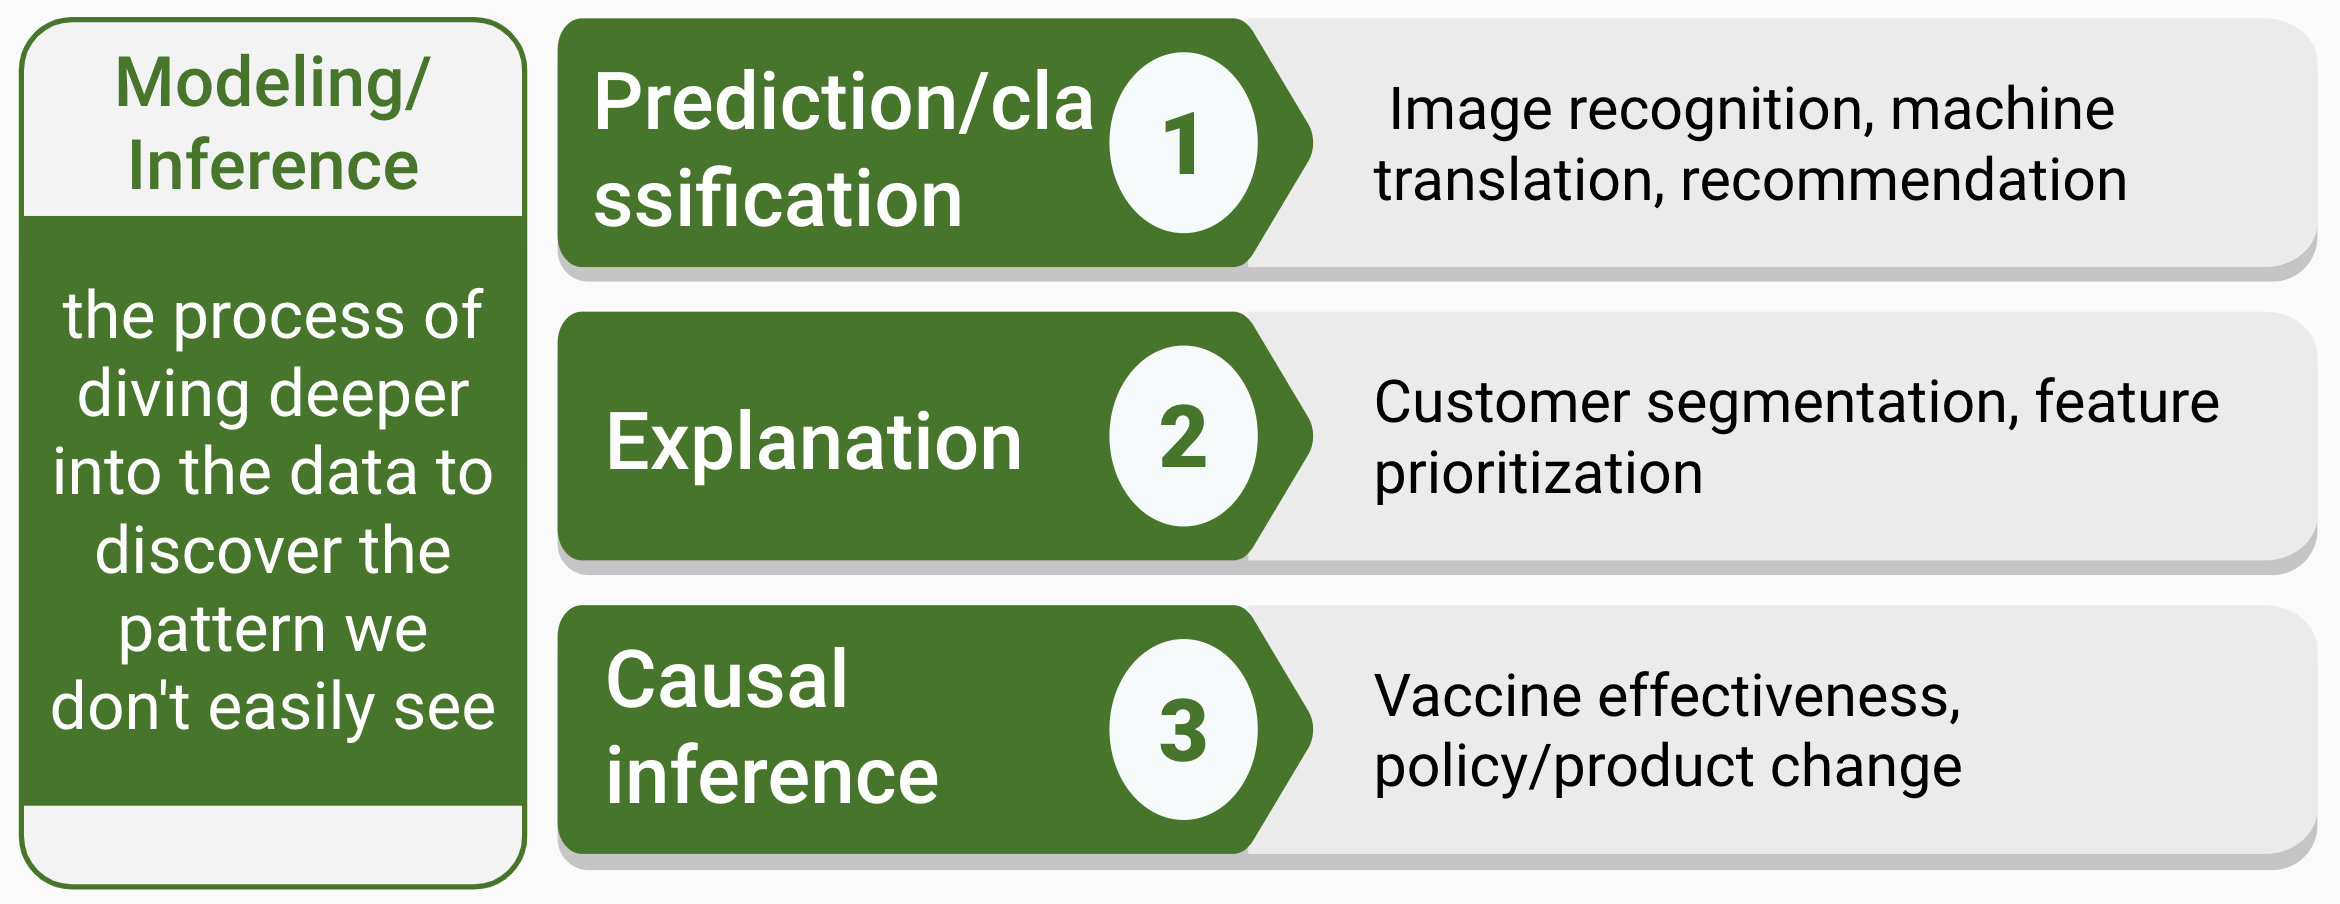 Modeling/
Inference
the process of
diving deeper
into the data to
discover the
pattern we
don't easily see
Prediction/cla
ssification
1
Image recognition, machine
translation, recommendation
Explanation
2
Customer segmentation, feature
prioritization
Causal
inference
3
Vaccine effectiveness,
policy/product change